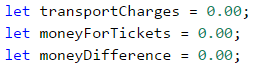 let transportCharges = 0.00;
let moneyForTickets = 0.00;
let moneyDifference = 0.00;